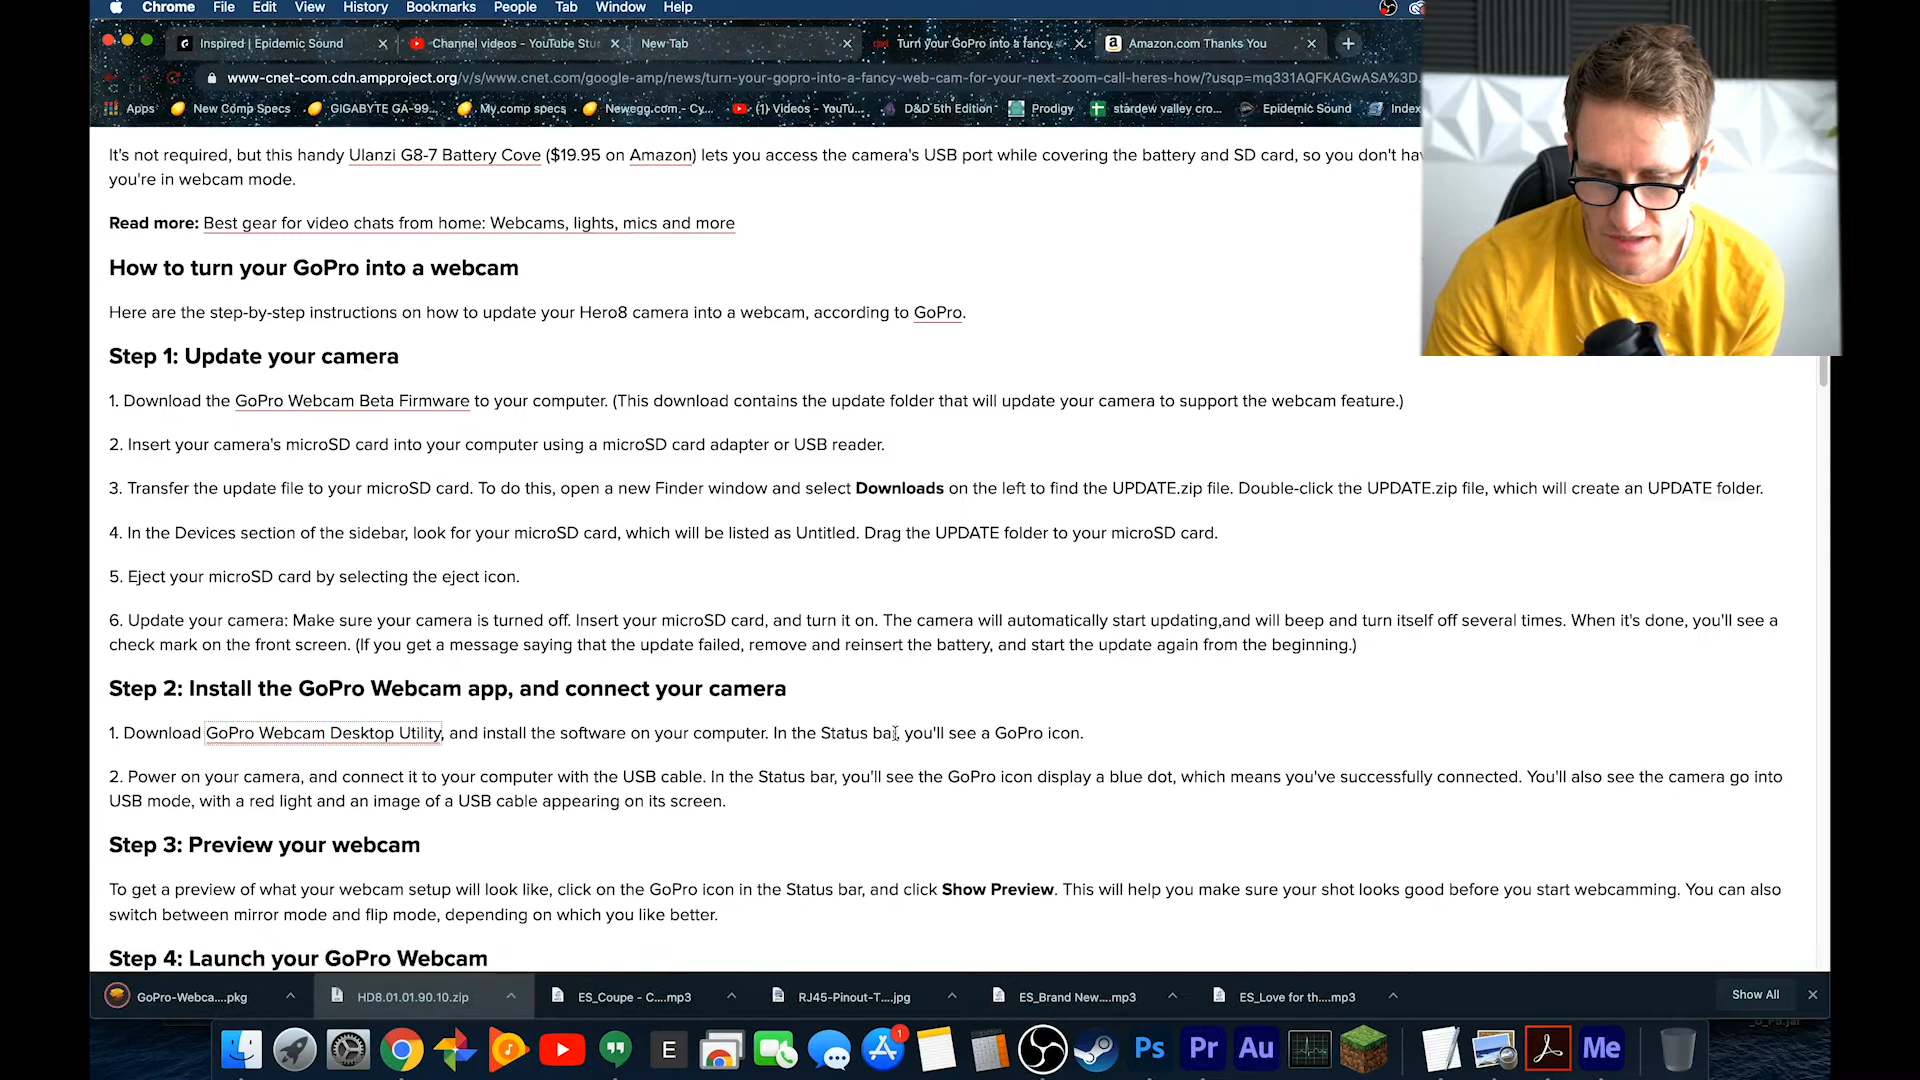 Chrome File Edit View History Bookmarks People Tab Window Help
Inspired | Epidemic Sound
Channel videos - YouTube Stu
New Tab
Turn your GoPro into a fancy
Amazon.com Thanks You
www-cnet-com.cdn.ampproject.org/v/s/www.cnet.com/google-amp/news/turn-your-gopro-into-a-fancy-web-cam-for-your-next-zoom-call-heres-how/?usqp=mq331AQFKAGwASA%3D.
Apps New Comp Specs GIGABYTE GA-99... My comp specs Newegg.com - Cy... (1) Videos - YouTu... D&D 5th Edition Prodigy stardew valley cro... Epidemic Sound Index
It's not required, but this handy Ulanzi G8-7 Battery Cove ($19.95 on Amazon) lets you access the camera's USB port while covering the battery and SD card, so you don't hav
you're in webcam mode.
Read more: Best gear for video chats from home: Webcams, lights, mics and more
How to turn your GoPro into a webcam
Here are the step-by-step instructions on how to update your Hero8 camera into a webcam, according to GoPro.
Step 1: Update your camera
1. Download the GoPro Webcam Beta Firmware to your computer. (This download contains the update folder that will update your camera to support the webcam feature.)
2. Insert your camera's microSD card into your computer using a microSD card adapter or USB reader.
3. Transfer the update file to your microSD card. To do this, open a new Finder window and select Downloads on the left to find the UPDATE.zip file. Double-click the UPDATE.zip file, which will create an UPDATE folder.
4. In the Devices section of the sidebar, look for your microSD card, which will be listed as Untitled. Drag the UPDATE folder to your microSD card.
5. Eject your microSD card by selecting the eject icon.
6. Update your camera: Make sure your camera is turned off. Insert your microSD card, and turn it on. The camera will automatically start updating,and will beep and turn itself off several times. When it's done, you'll see a
check mark on the front screen. (If you get a message saying that the update failed, remove and reinsert the battery, and start the update again from the beginning.)
Step 2: Install the GoPro Webcam app, and connect your camera
1. Download GoPro Webcam Desktop Utility, and install the software on your computer. In the Status bar, you'll see a GoPro icon.
2. Power on your camera, and connect it to your computer with the USB cable. In the Status bar, you'll see the GoPro icon display a blue dot, which means you've successfully connected. You'll also see the camera go into
USB mode, with a red light and an image of a USB cable appearing on its screen.
Step 3: Preview your webcam
To get a preview of what your webcam setup will look like, click on the GoPro icon in the Status bar, and click Show Preview. This will help you make sure your shot looks good before you start webcamming. You can also
switch between mirror mode and flip mode, depending on which you like better.
Step 4: Launch your GoPro Webcam
GoPro-Webca....pkg HD8.01.01.90.10.zip ES_Coupe - C....mp3 RJ45-Pinout-T....jpg ES_Brand New....mp3 ES_Love for th....mp3 Show All
E 1 Ps Pr Au Me